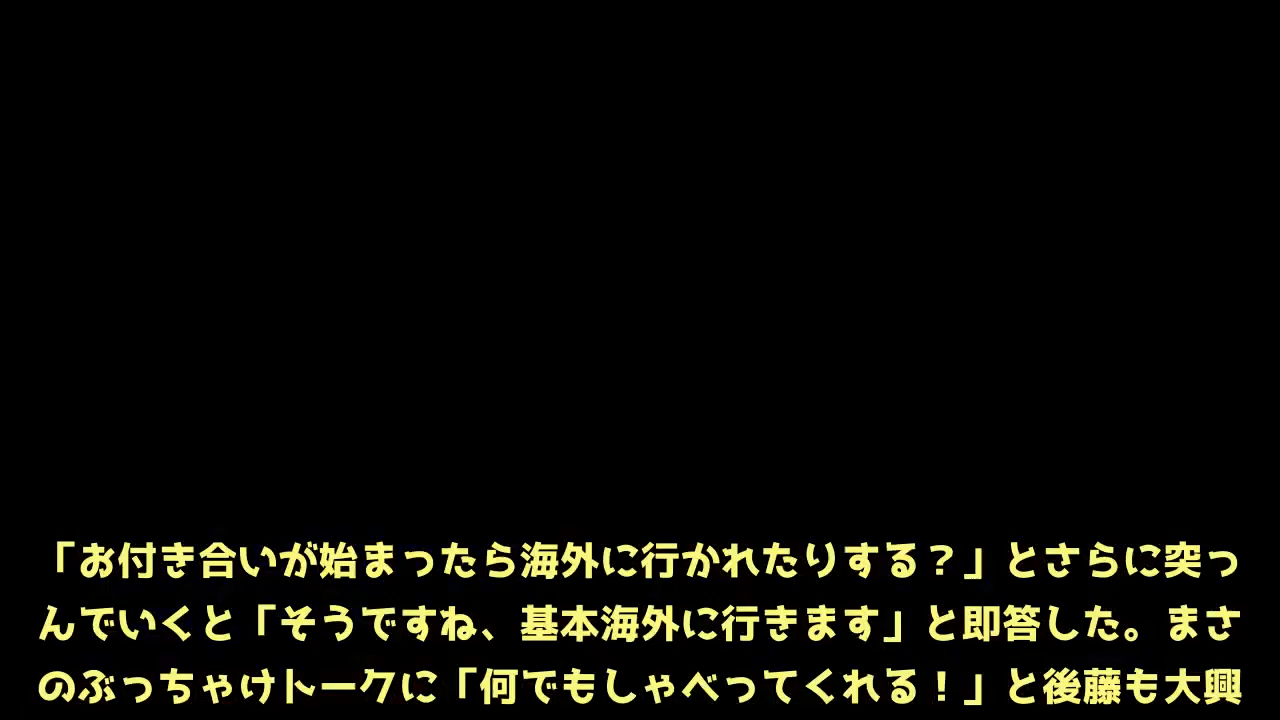 「お付き合いが始まったら海外に行かれたりする？」とさらに突っ
んでいくと「そうですね、基本海外に行きます」と即答した。まさ
のぶっちゃけトークに「何でもしゃべってくれる！」と後藤も大興